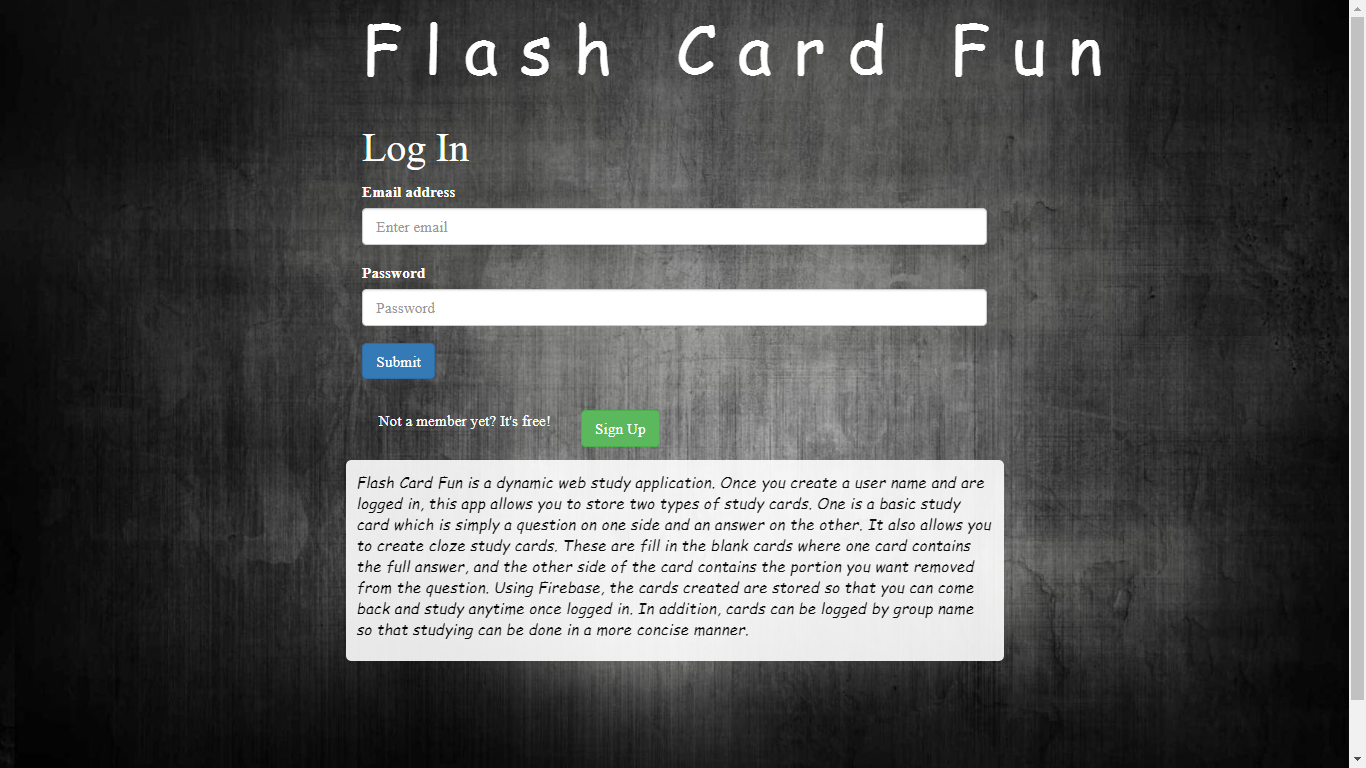 Flash Card Fun
Log In
Email address
Enter email
Password
Password
Submit
Not a member yet? It's free!
Sign Up
Flash Card Fun is a dynamic web study application. Once you create a user name and are
logged in, this app allows you to store two types of study cards. One is a basic study
card which is simply a question on one side and an answer on the other. It also allows you
to create cloze study cards. These are fill in the blank cards where one card contains
the full answer, and the other side of the card contains the portion you want removed
from the question. Using Firebase, the cards created are stored so that you can come
back and study anytime once logged in. In addition, cards can be logged by group name
so that studying can be done in a more concise manner.